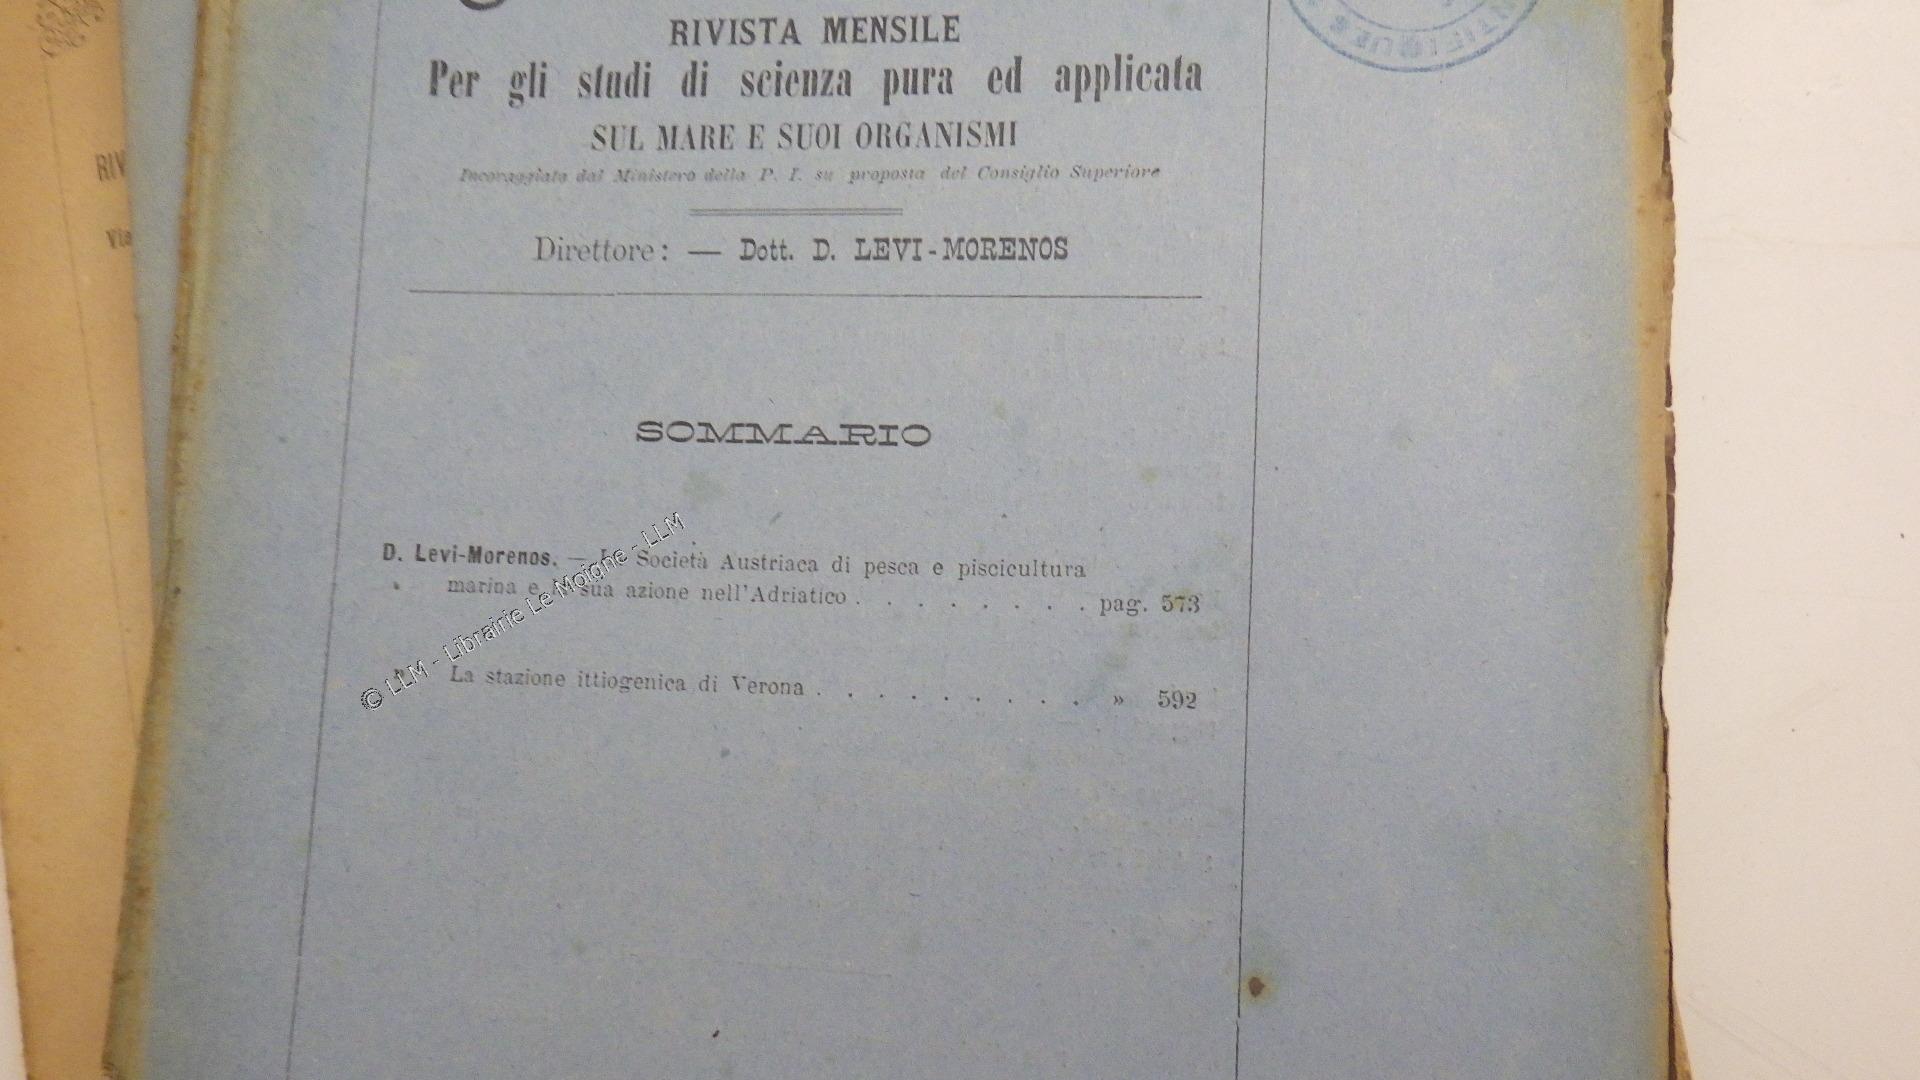 RIVISTA MENSILE
Per gli studi di scienza pura ed applicata
SUL MARE E SUOI ORGANISMI
Incoraggiata dal Ministero della P. I. su proposta del Consiglio Superiore
Direttore: — Dott. D. LEVI-MORENOS
SOMMARIO
D. Levi-Morenos. — La Società Austriaca di pesca e piscicultura
marina e sua azione nell'Adriatico . . . . . . . . pag. 573
La stazione ittiogenica di Verona . . . . . . . . . » 592
© LLM - Librairie Le Moigne - LLM
RIV
Via